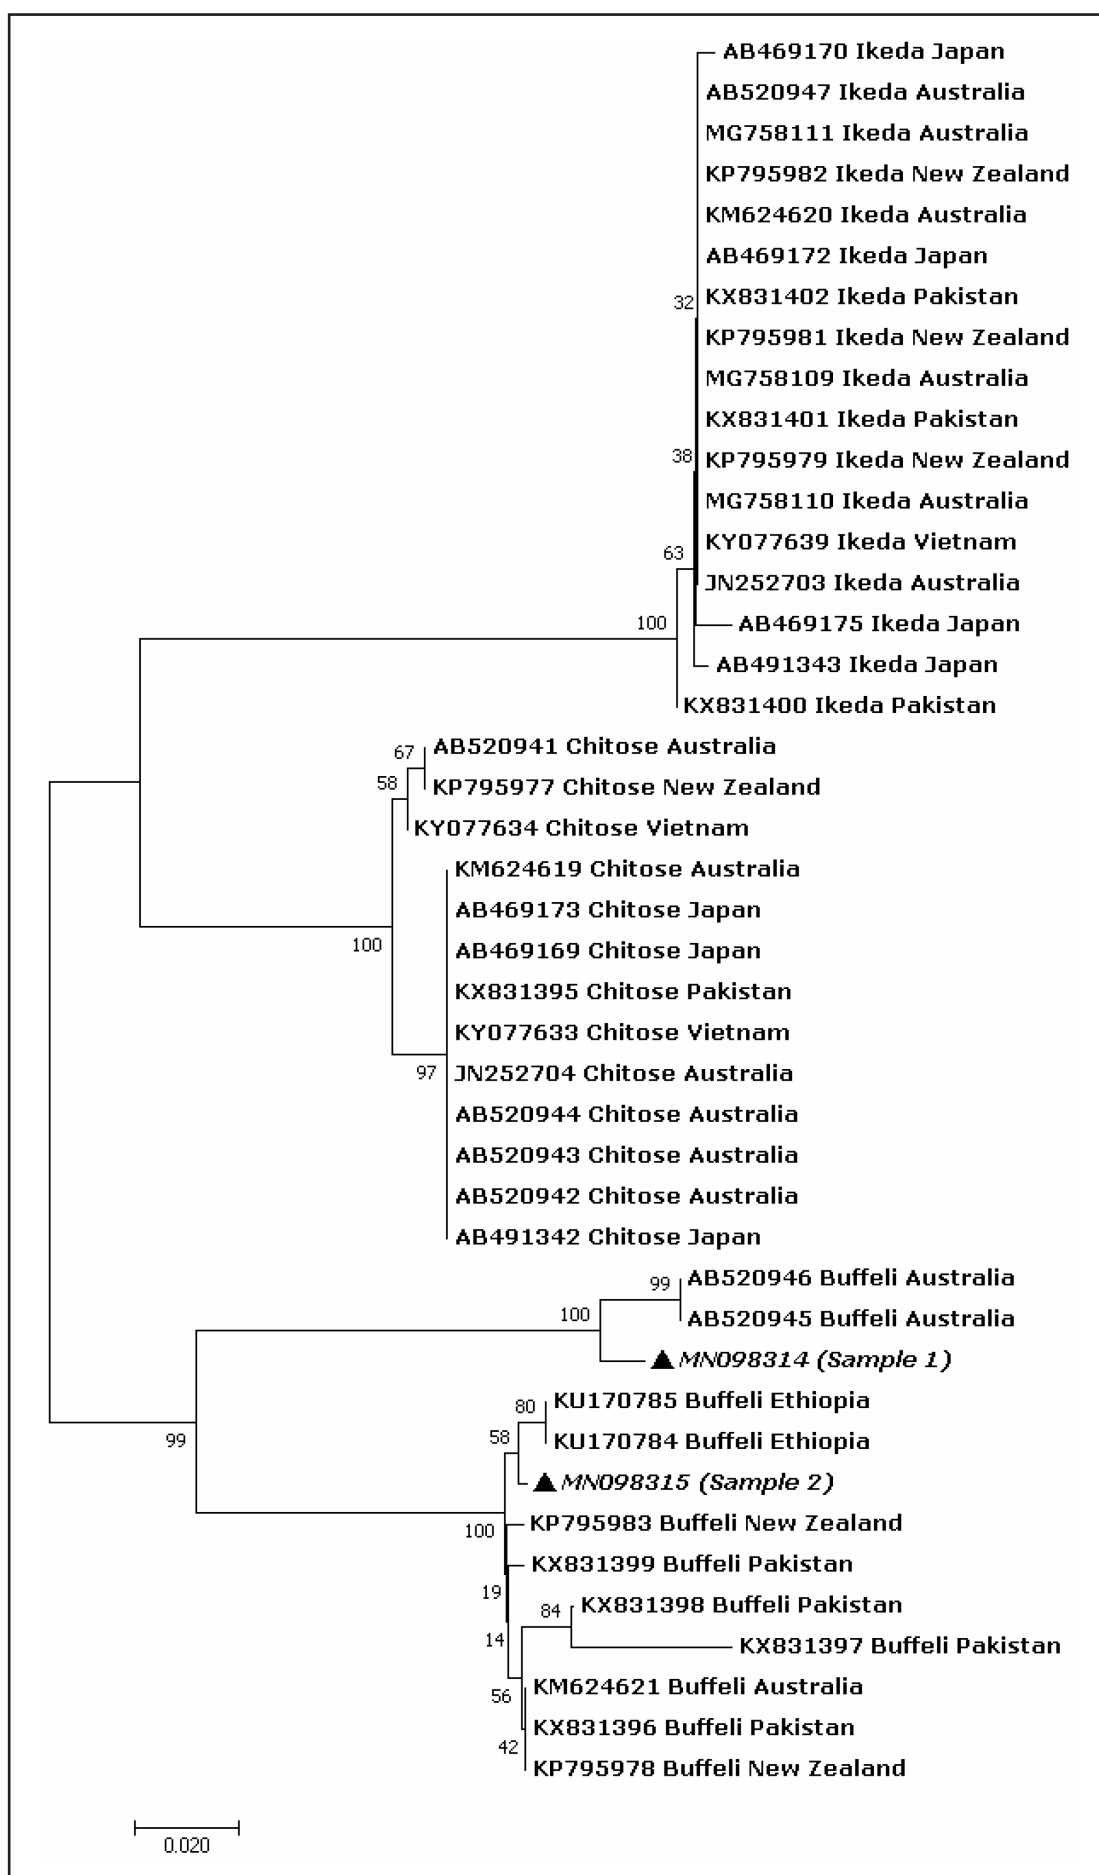 AB469170 Ikeda Japan
AB520947 Ikeda Australia
MG758111 Ikeda Australia
KP795982 Ikeda New Zealand
KM624620 Ikeda Australia
AB469172 Ikeda Japan
KX831402 Ikeda Pakistan
32
KP795981 Ikeda New Zealand
MG758109 Ikeda Australia
KX831401 Ikeda Pakistan
38
KP795979 Ikeda New Zealand
MG758110 Ikeda Australia
KY077639 Ikeda Vietnam
63
JN252703 Ikeda Australia
100
AB469175 Ikeda Japan
AB491343 Ikeda Japan
KX831400 Ikeda Pakistan
67
AB520941 Chitose Australia
58
KP795977 Chitose New Zealand
KY077634 Chitose Vietnam
KM624619 Chitose Australia
AB469173 Chitose Japan
100
AB469169 Chitose Japan
KX831395 Chitose Pakistan
KY077633 Chitose Vietnam
97
JN252704 Chitose Australia
AB520944 Chitose Australia
AB520943 Chitose Australia
AB520942 Chitose Australia
AB491342 Chitose Japan
99
AB520946 Buffeli Australia
100
AB520945 Buffeli Australia
MN098314 (Sample 1)
80
KU170785 Buffeli Ethiopia
99
58
KU170784 Buffeli Ethiopia
MN098315 (Sample 2)
100
KP795983 Buffeli New Zealand
KX831399 Buffeli Pakistan
19
84
KX831398 Buffeli Pakistan
14
KX831397 Buffeli Pakistan
56
KM624621 Buffeli Australia
KX831396 Buffeli Pakistan
42
KP795978 Buffeli New Zealand
0.020